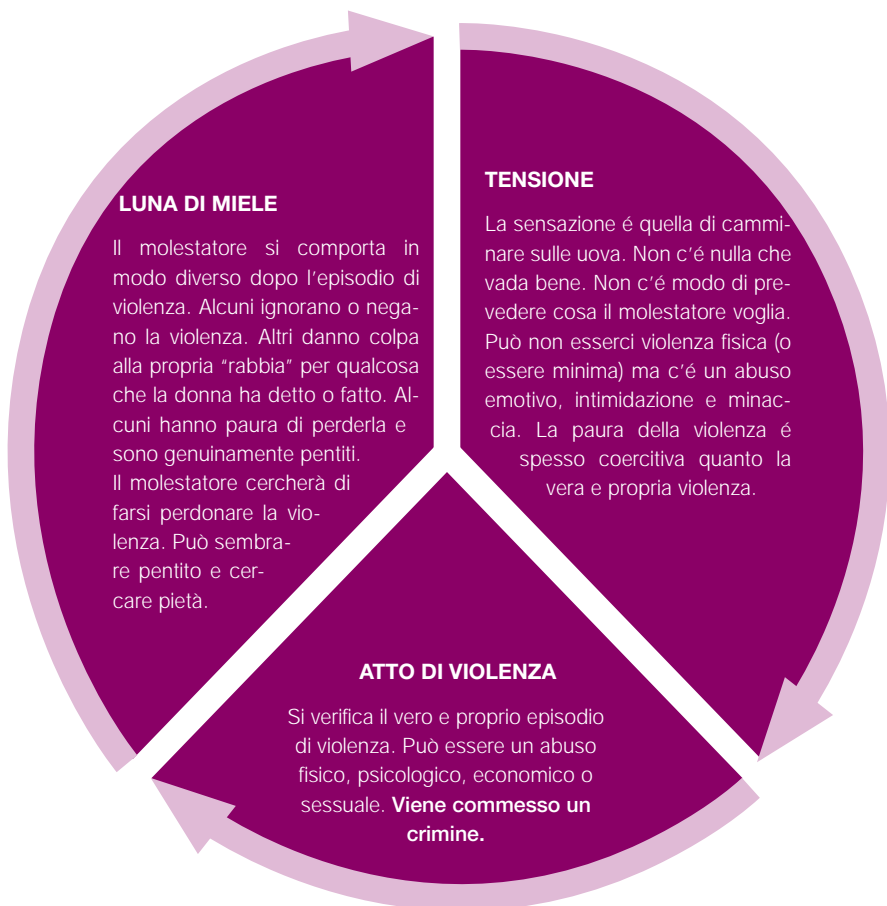 TENSIONE
La sensazione é quella di cammi-
nare sulle uova. Non c'é nulla che
vada bene. Non c'é modo di pre-
vedere cosa il molestatore voglia.
Può non esserci violenza fisica (o
essere minima) ma c'é un abuso
emotivo, intimidazione e minac-
cia. La paura della violenza é
spesso coercitiva quanto la
vera e propria violenza.
ATTO DI VIOLENZA
Si verifica il vero e proprio episodio
di violenza. Può essere un abuso
fisico, psicologico, economico o
sessuale. Viene commesso un
crimine.
LUNA DI MIELE
Il molestatore si comporta in
modo diverso dopo l'episodio di
violenza. Alcuni ignorano o nega-
no la violenza. Altri danno colpa
alla propria "rabbia" per qualcosa
che la donna ha detto o fatto. Al-
cuni hanno paura di perderla e
sono genuinamente pentiti.
Il molestatore cercherà di
farsi perdonare la vio-
lenza. Può sembra-
re pentito e cer-
care pietà.